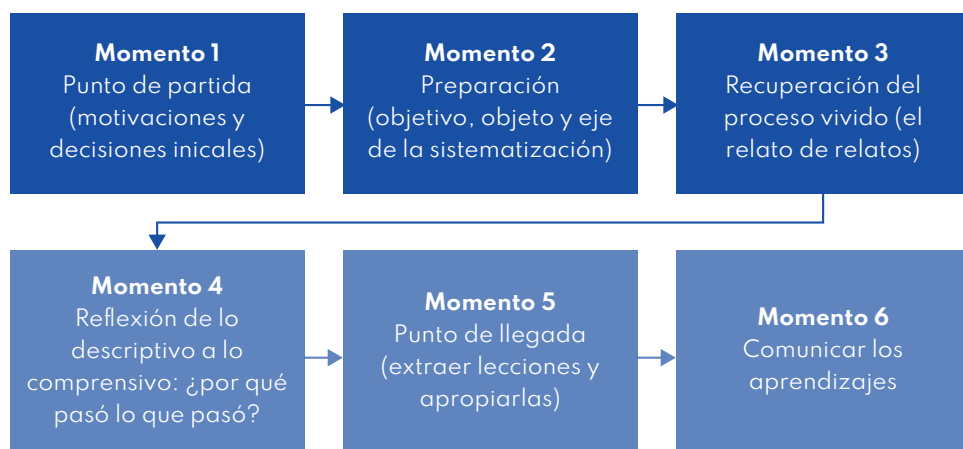 Momento 1
Punto de partida
(motivaciones y
decisiones inicales)
Momento 2
Preparación
(objetivo, objeto y eje
de la sistematización)
Momento 3
Recuperación del
proceso vivido (el
relato de relatos)
Momento 4
Reflexión de lo
descriptivo a lo
comprensivo: ¿por qué
pasó lo que pasó?
Momento 5
Punto de llegada
(extraer lecciones y
apropiarlas)
Momento 6
Comunicar los
aprendizajes